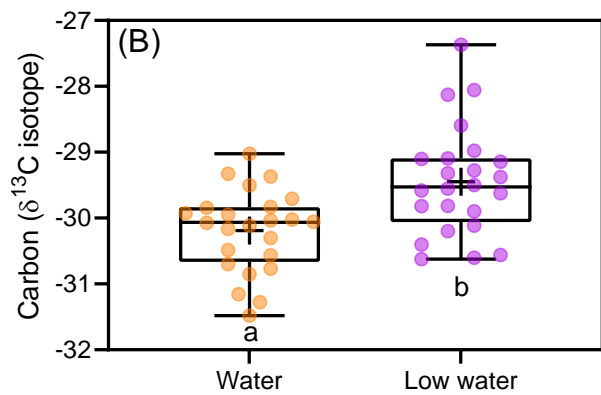 (B)
Carbon (δ¹³C isotope)
-27
-28
-29
-30
-31
-32
a
b
Water
Low water